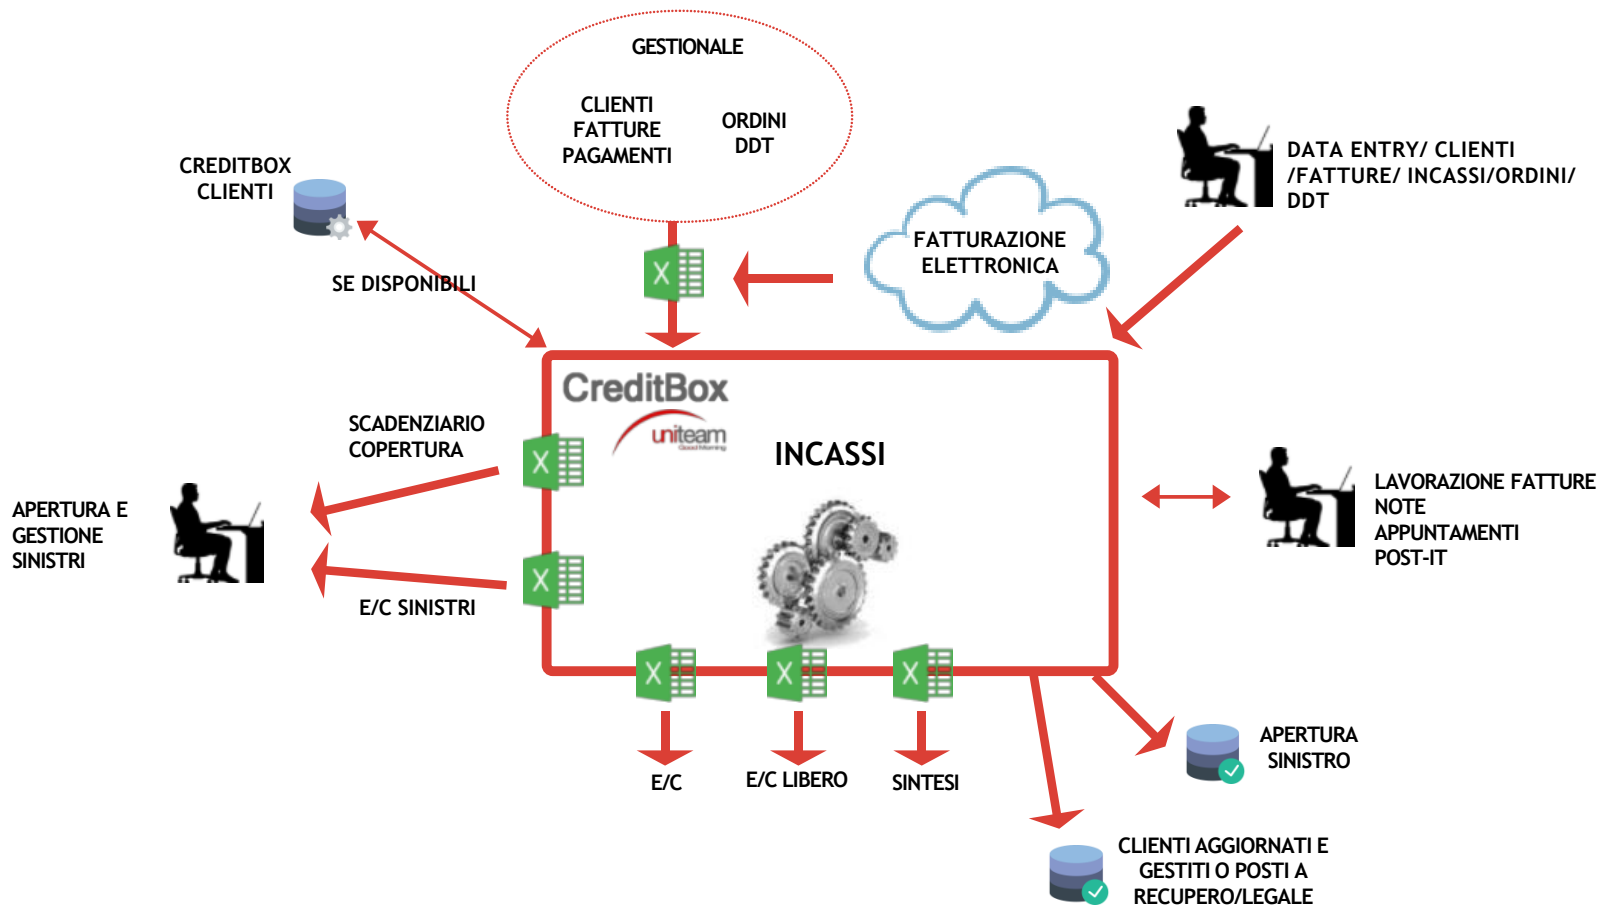 GESTIONALE
CLIENTI
FATTURE
PAGAMENTI
ORDINI
DDT
CREDITBOX
CLIENTI
SE DISPONIBILI
FATTURAZIONE
ELETTRONICA
DATA ENTRY/ CLIENTI
/FATTURE/ INCASSI/ORDINI/
DDT
CreditBox
uniteam
Good Morning
INCASSI
SCADENZIARIO
COPERTURA
APERTURA E
GESTIONE
SINISTRI
E/C SINISTRI
LAVORAZIONE FATTURE
NOTE
APPUNTAMENTI
POST-IT
X
X
X
X
X
X
E/C
E/C LIBERO
SINTESI
APERTURA
SINISTRO
CLIENTI AGGIORNATI E
GESTITI O POSTI A
RECUPERO/LEGALE